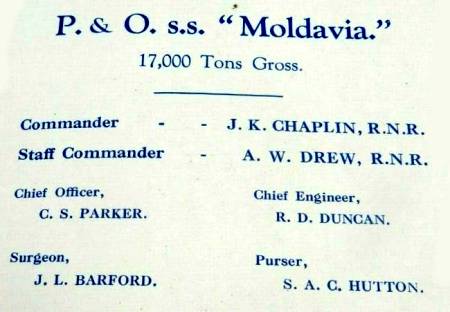 P. & O. s.s. “Moldavia.”
17,000 Tons Gross.
Commander - - J. K. CHAPLIN, R.N.R.
Staff Commander - A. W. DREW, R.N.R.
Chief Officer,
C. S. PARKER.
Chief Engineer,
R. D. DUNCAN.
Surgeon,
J. L. BARFORD.
Purser,
S. A. C. HUTTON.